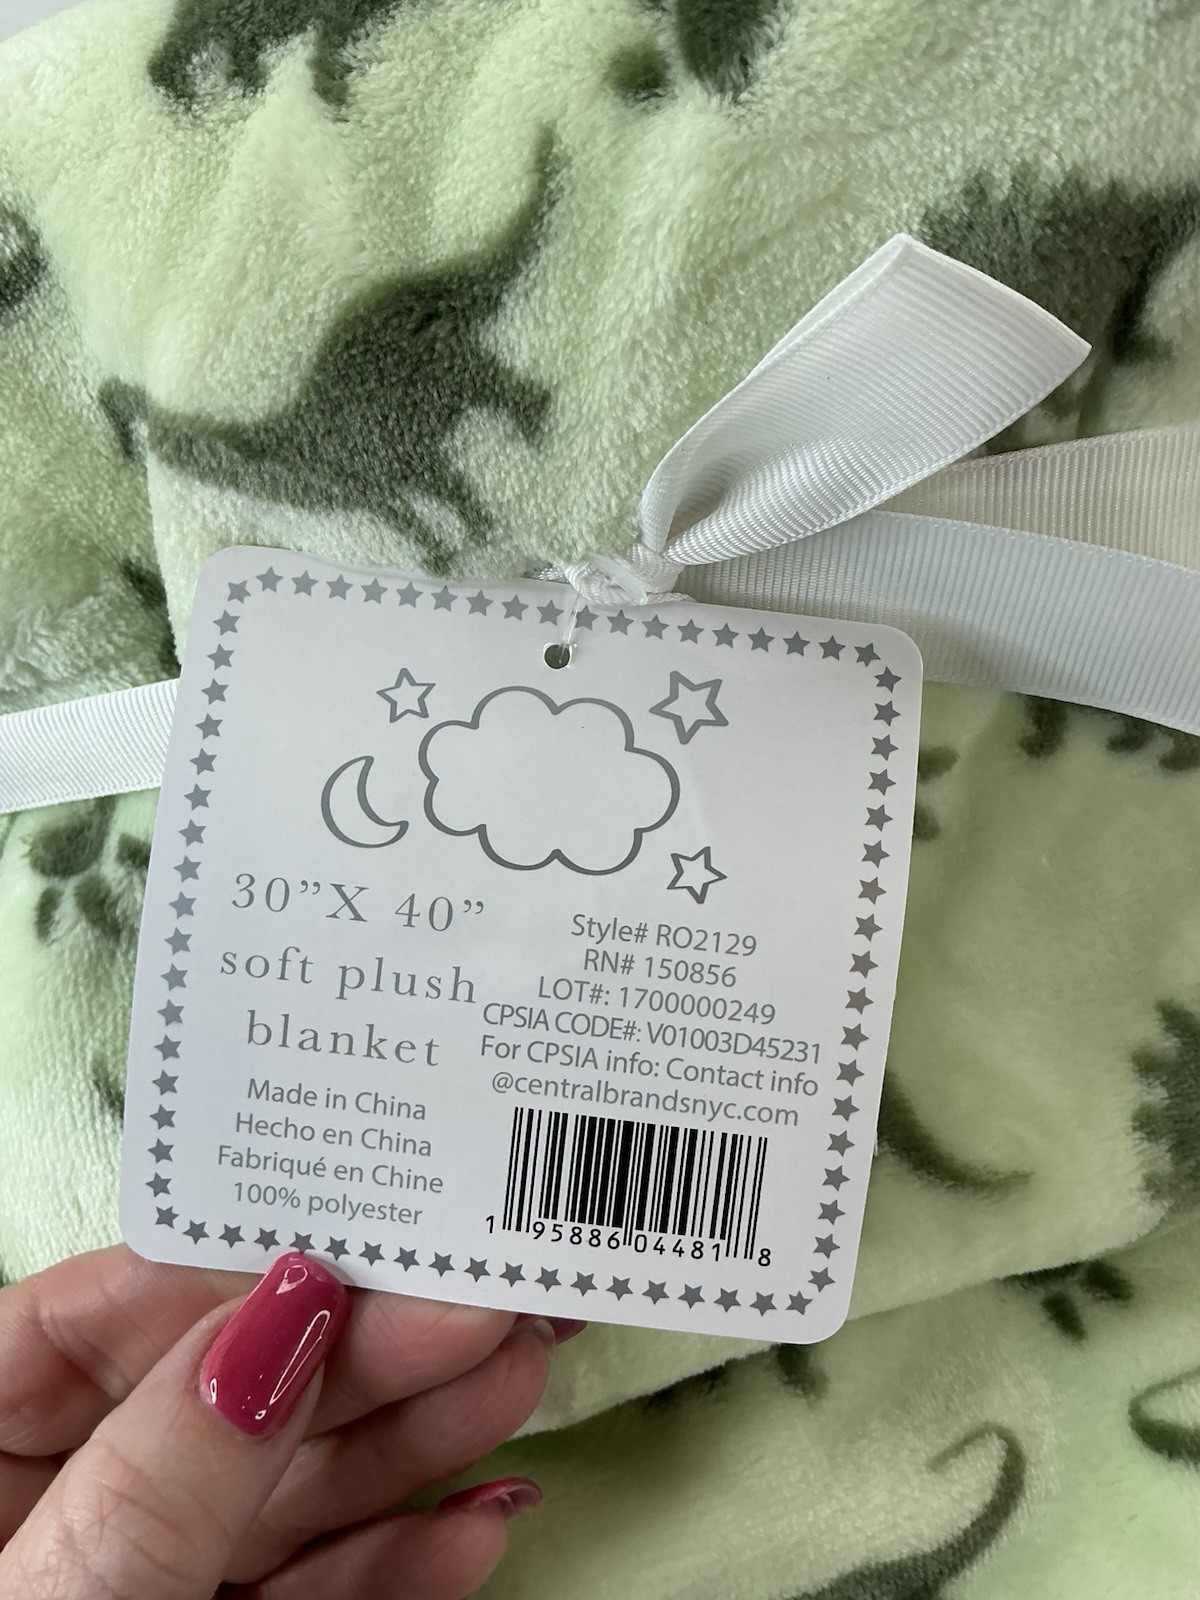 30”X 40”
soft plush
blanket
Made in China
Hecho en China
Fabriqué en Chine
100% polyester
Style# RO2129
RN# 150856
LOT#: 1700000249
CPSIA CODE#: V01003D45231
For CPSIA info: Contact info
@centralbrandsnyc.com
1 95886 04481 8